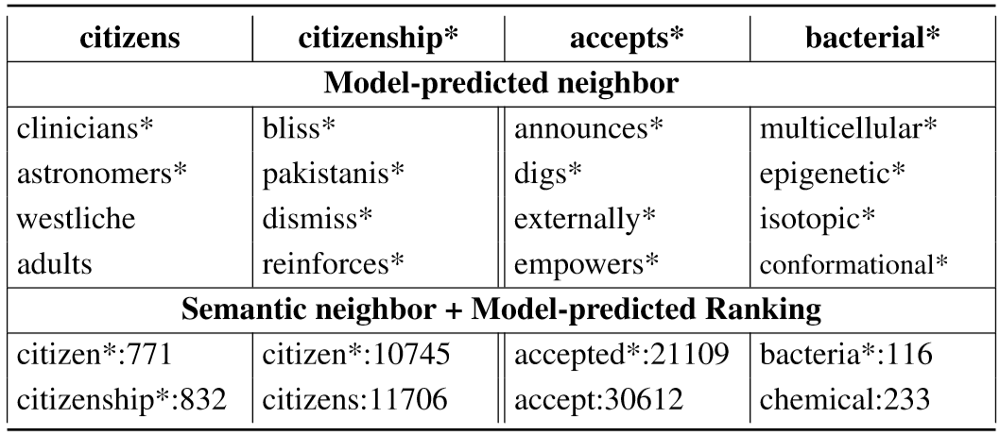 citizens citizenship* accepts* bacterial*
Model-predicted neighbor
clinicians* bliss* announces* multicellular*
astronomers* pakistanis* digs* epigenetic*
westliche dismiss* externally* isotopic*
adults reinforces* empowers* conformational*
Semantic neighbor + Model-predicted Ranking
citizen*:771 citizen*:10745 accepted*:21109 bacteria*:116
citizenship*:832 citizens:11706 accept:30612 chemical:233